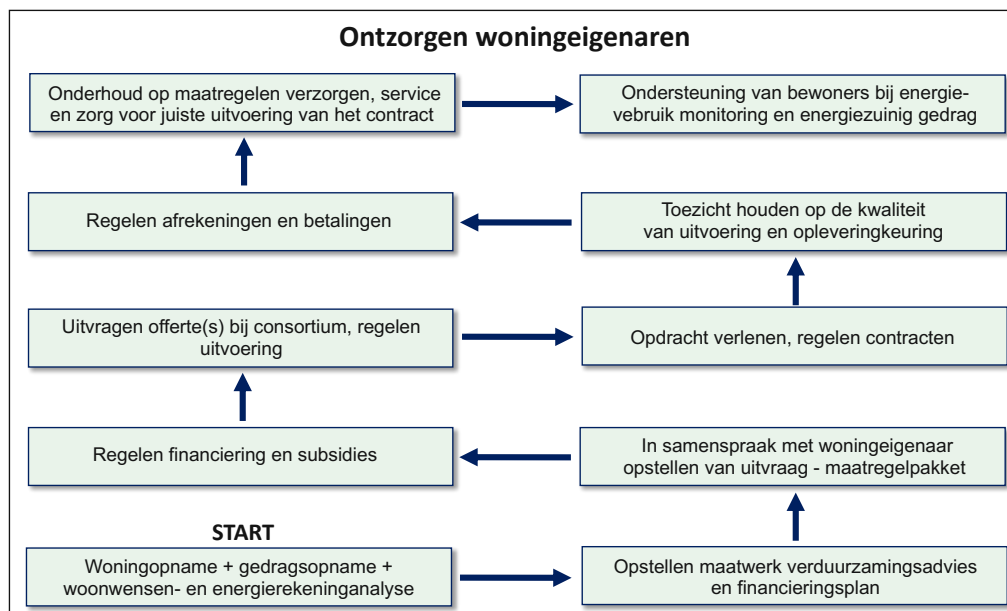 Ontzorgen woningeigenaren
Onderhoud op maatregelen verzorgen, service
en zorg voor juiste uitvoering van het contract
Ondersteuning van bewoners bij energie-
vebruik monitoring en energiezuinig gedrag
Regelen afrekeningen en betalingen
Toezicht houden op de kwaliteit
van uitvoering en opleveringkeuring
Uitvragen offerte(s) bij consortium, regelen
uitvoering
Opdracht verlenen, regelen contracten
Regelen financiering en subsidies
In samenspraak met woningeigenaar
opstellen van uitvraag - maatregelpakket
START
Woningopname + gedragsopname +
woonwensen- en energierekeninganalyse
Opstellen maatwerk verduurzamingsadvies
en financieringsplan